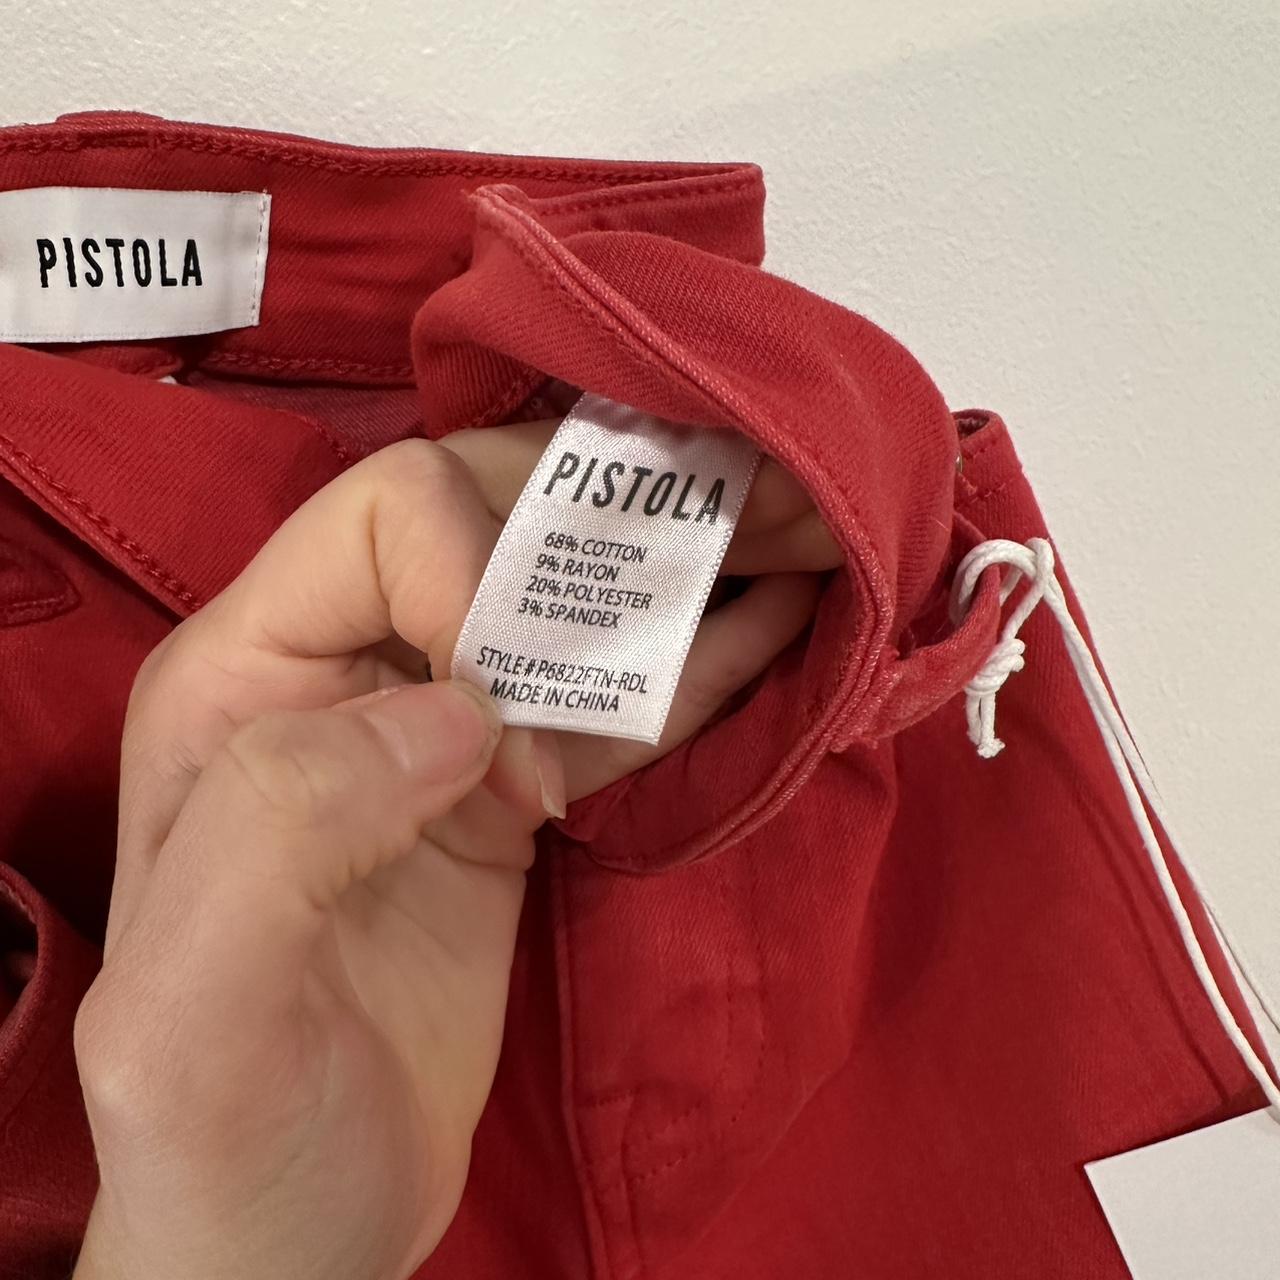 PISTOLA
PISTOLA
68% COTTON
9% RAYON
20% POLYESTER
3% SPANDEX
STYLE # P6822FTN-RDL
MADE IN CHINA